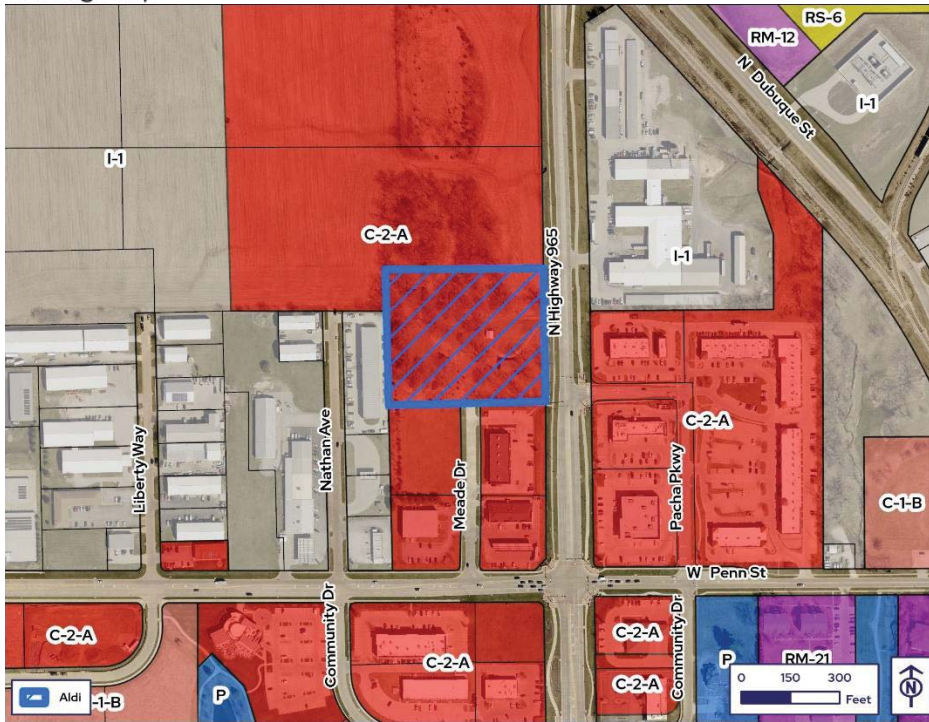 RS-6
RM-12
N Dubuque St
I-1
I-1
C-2-A
N Highway 965
I-1
Liberty Way
Nathan Ave
Meade Dr
Pacha Pkwy
C-2-A
C-1-B
W Penn St
Community Dr
Community Dr
C-2-A
C-2-A
C-2-A
C-2-A
P
P
RM-21
-1-B
Aldi
0 150 300
Feet
N